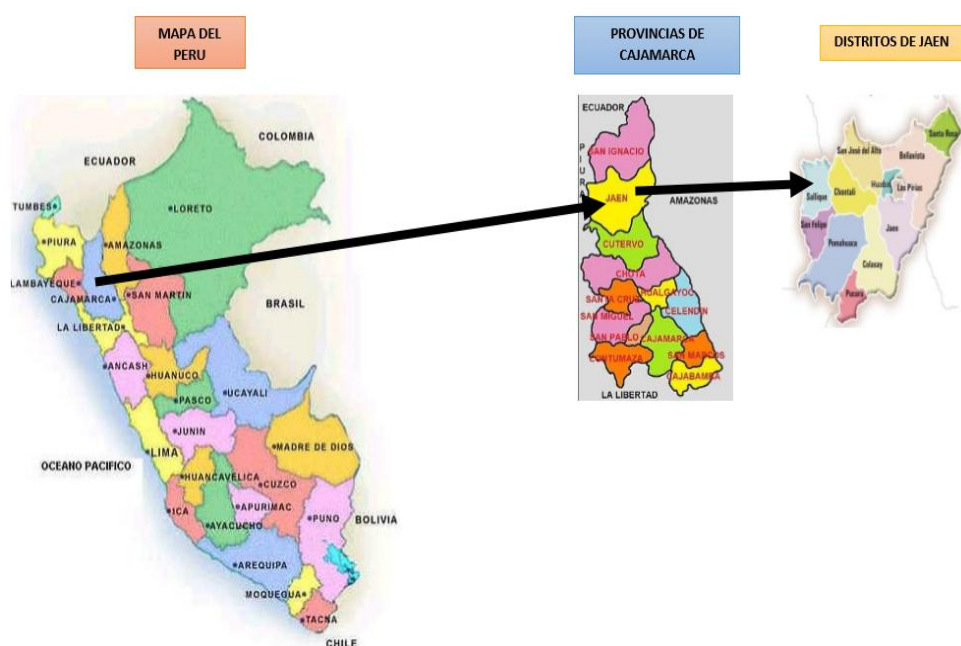 MAPA DEL
PERU
PROVINCIAS DE
CAJAMARCA
DISTRITOS DE JAEN
COLOMBIA
ECUADOR
TUMBES
LORETO
PIURA
AMAZONAS
LAMBAYEQUE
CAJAMARCA
SAN MARTIN
BRASIL
LA LIBERTAD
ANCASH
HUANUCO
UCAYALI
PASCO
JUNIN
LIMA
MADRE DE DIOS
OCEANO PACIFICO
HUANCAVELICA
CUZCO
ICA
APURIMAC
PUNO
BOLIVIA
AYACUCHO
AREQUIPA
MOQUEGUA
TACNA
CHILE
ECUADOR
PIURA
SAN IGNACIO
JAEN
AMAZONAS
CUTERVO
CHOTA
SANTA CRUZ
HUALGAYOC
CELENDIN
SAN MIGUEL
SAN PABLO
CAJAMARCA
CONTUMAZA
SAN MARCOS
CAJABAMBA
LA LIBERTAD
Santa Rosa
San José del Alto
Bellavista
Sallique
Chontali
Huabal
Las Pirias
San Felipe
Pomahuaca
Jaen
Colasay
Pucara